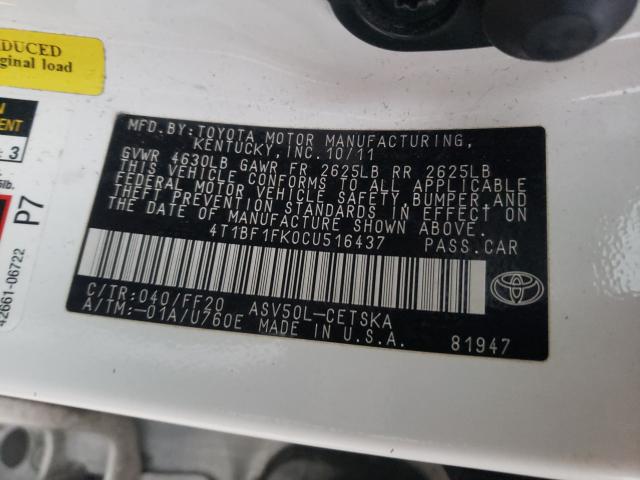 DUCED
ginal load
N
ENT
3
lb.
P7
42661-06722
MFD.BY:TOYOTA MOTOR MANUFACTURING,
KENTUCKY, INC. 10/11
GVWR 4630LB GAWR FR 2625LB RR 2625LB
THIS VEHICLE CONFORMS TO ALL APPLICABLE
FEDERAL MOTOR VEHICLE SAFETY, BUMPER, AND
THEFT PREVENTION STANDARDS IN EFFECT ON
THE DATE OF MANUFACTURE SHOWN ABOVE.
4T1BF1FK0CU516437 PASS.CAR
C/TR:040/FF20 ASV50L-CETSKA
A/TM:-01A/U760E MADE IN U.S.A.
81947